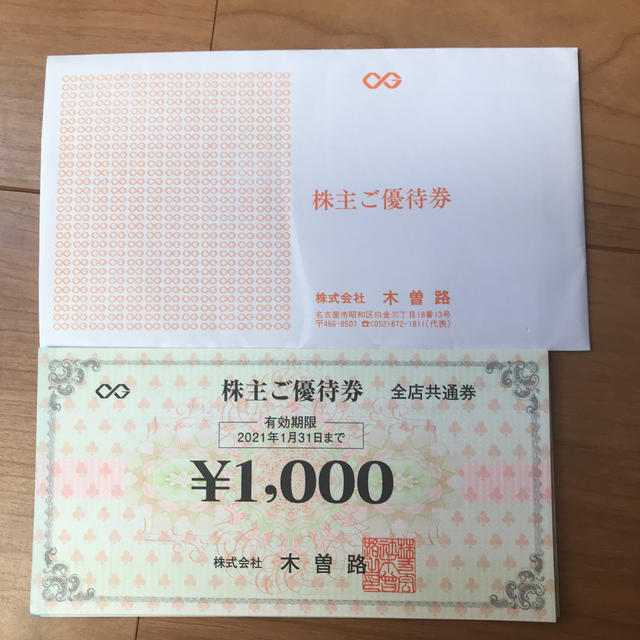 株主ご優待券
株式会社 木曽路
名古屋市昭和区白金三丁目18番13号
〒466-8507 ☎(052)872-1811(代表)
株主ご優待券 全店共通券
有効期限
2021年1月31日まで
¥1,000
株式会社 木曽路